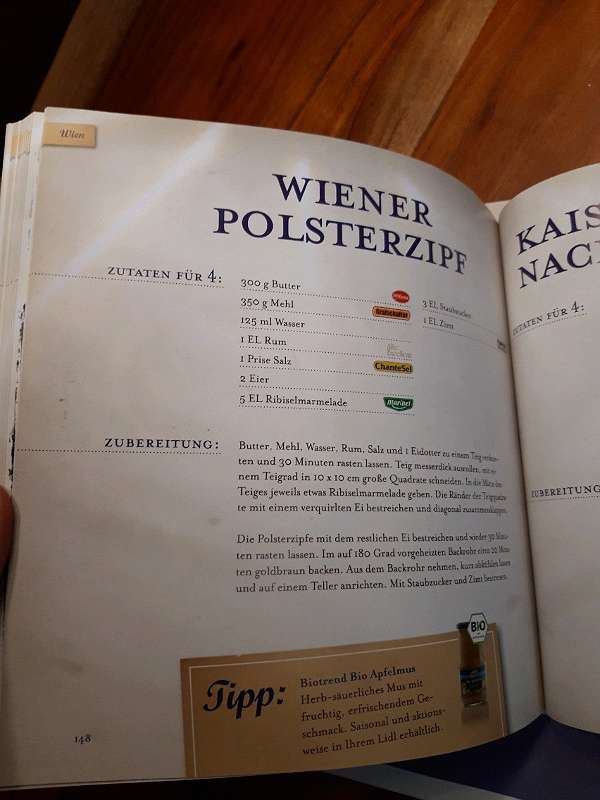 Wien
WIENER
POLSTERZIPF
ZUTATEN FÜR 4:
300 g Butter
350 g Mehl
125 ml Wasser
1 EL Rum
1 Prise Salz
ChanteSel
2 Eier
5 EL Ribiselmarmelade
maribel
3 EL Staubzucker
1 EL Zimt
ZUBEREITUNG:
Butter, Mehl, Wasser, Rum, Salz und 1 Eidotter zu einem Teig verkne-
ten und 30 Minuten rasten lassen. Teig messerdick ausrollen, mit ei-
nem Teigrad in 10 x 10 cm große Quadrate schneiden. In die Mitte des
Teiges jeweils etwas Ribiselmarmelade geben. Die Ränder der Teigquadra-
te mit einem verquirlten Ei bestreichen und diagonal zusammenklappen.
Die Polsterzipfe mit dem restlichen Ei bestreichen und wieder 30 Minu-
ten rasten lassen. Im auf 180 Grad vorgeheizten Backrohr circa 20 Minu-
ten goldbraun backen. Aus dem Backrohr nehmen, kurz abkühlen lassen
und auf einem Teller anrichten. Mit Staubzucker und Zimt bestreuen.
Tipp:
Biotrend Bio Apfelmus
Herb-säuerliches Mus mit
fruchtig, erfrischendem Ge-
schmack. Saisonal und aktions-
weise in Ihrem Lidl erhältlich.
BIO
148
KAIS
NACH
ZUTATEN FÜR 4:
ZUBEREITUNG